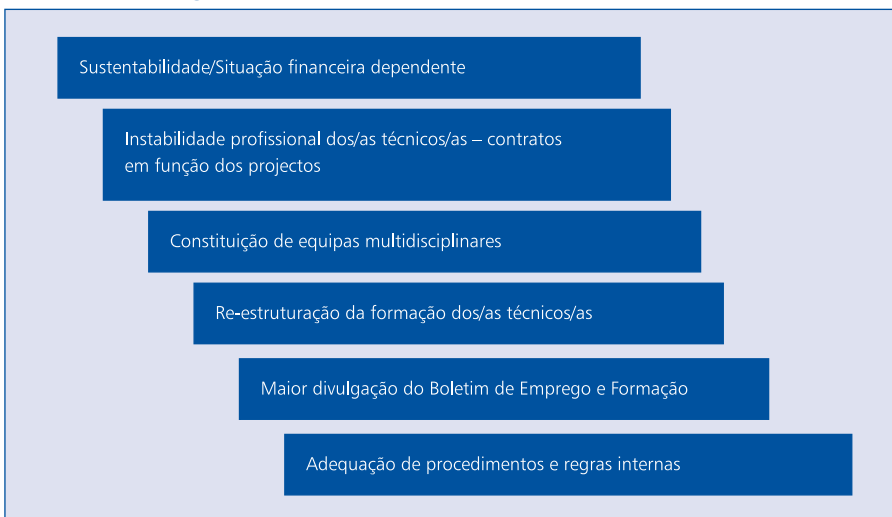 Sustentabilidade/Situação financeira dependente
Instabilidade profissional dos/as técnicos/as – contratos
em função dos projectos
Constituição de equipas multidisciplinares
Re-estruturação da formação dos/as técnicos/as
Maior divulgação do Boletim de Emprego e Formação
Adequação de procedimentos e regras internas